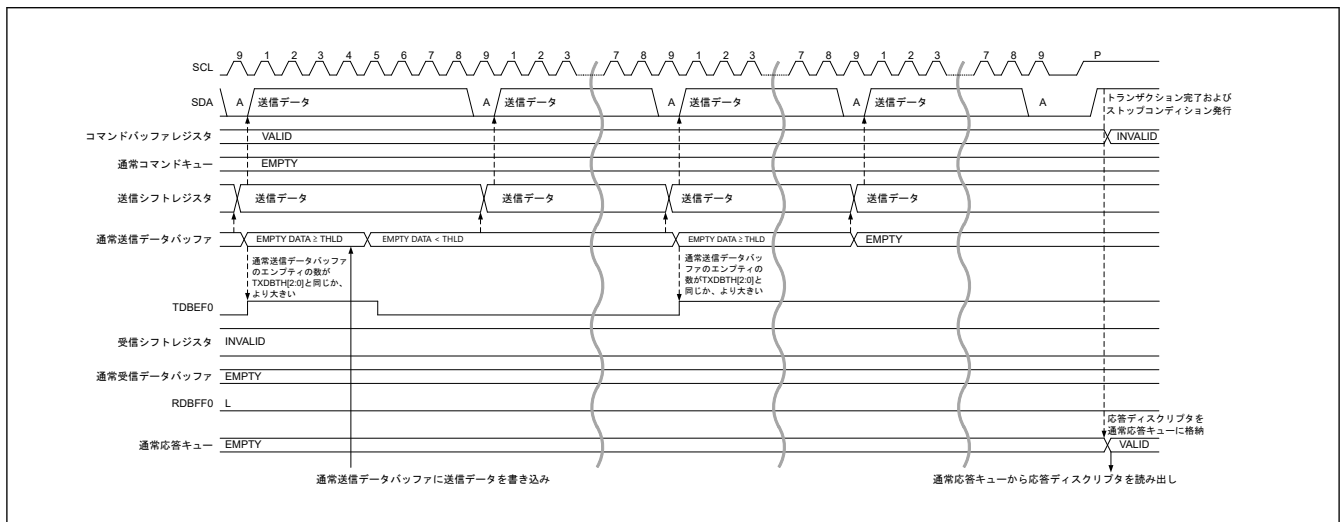 SCL 9 1 2 3 4 5 6 7 8 9 1 2 3 7 8 9 1 2 3 7 8 9 1 2 3 7 8 9 P
SDA A 送信データ A 送信データ A 送信データ A 送信データ A
トランザクション完了および
ストップコンディション発行
コマンドバッファレジスタ VALID INVALID
通常コマンドキュー EMPTY
送信シフトレジスタ 送信データ 送信データ 送信データ 送信データ
通常送信データバッファ EMPTY DATA ≥ THLD EMPTY DATA < THLD EMPTY DATA ≥ THLD EMPTY
通常送信データバッファ
のエンプティの数が
TXDBTH[2:0]と同じか、
より大きい
通常送信データバッ
ファのエンプティの
数がTXDBTH[2:0]と
同じか、より大きい
TDBEF0
受信シフトレジスタ INVALID
通常受信データバッファ EMPTY
RDBFF0 L
応答ディスクリプタを
通常応答キューに格納
通常応答キュー EMPTY VALID
通常送信データバッファに送信データを書き込み
通常応答キューから応答ディスクリプタを読み出し